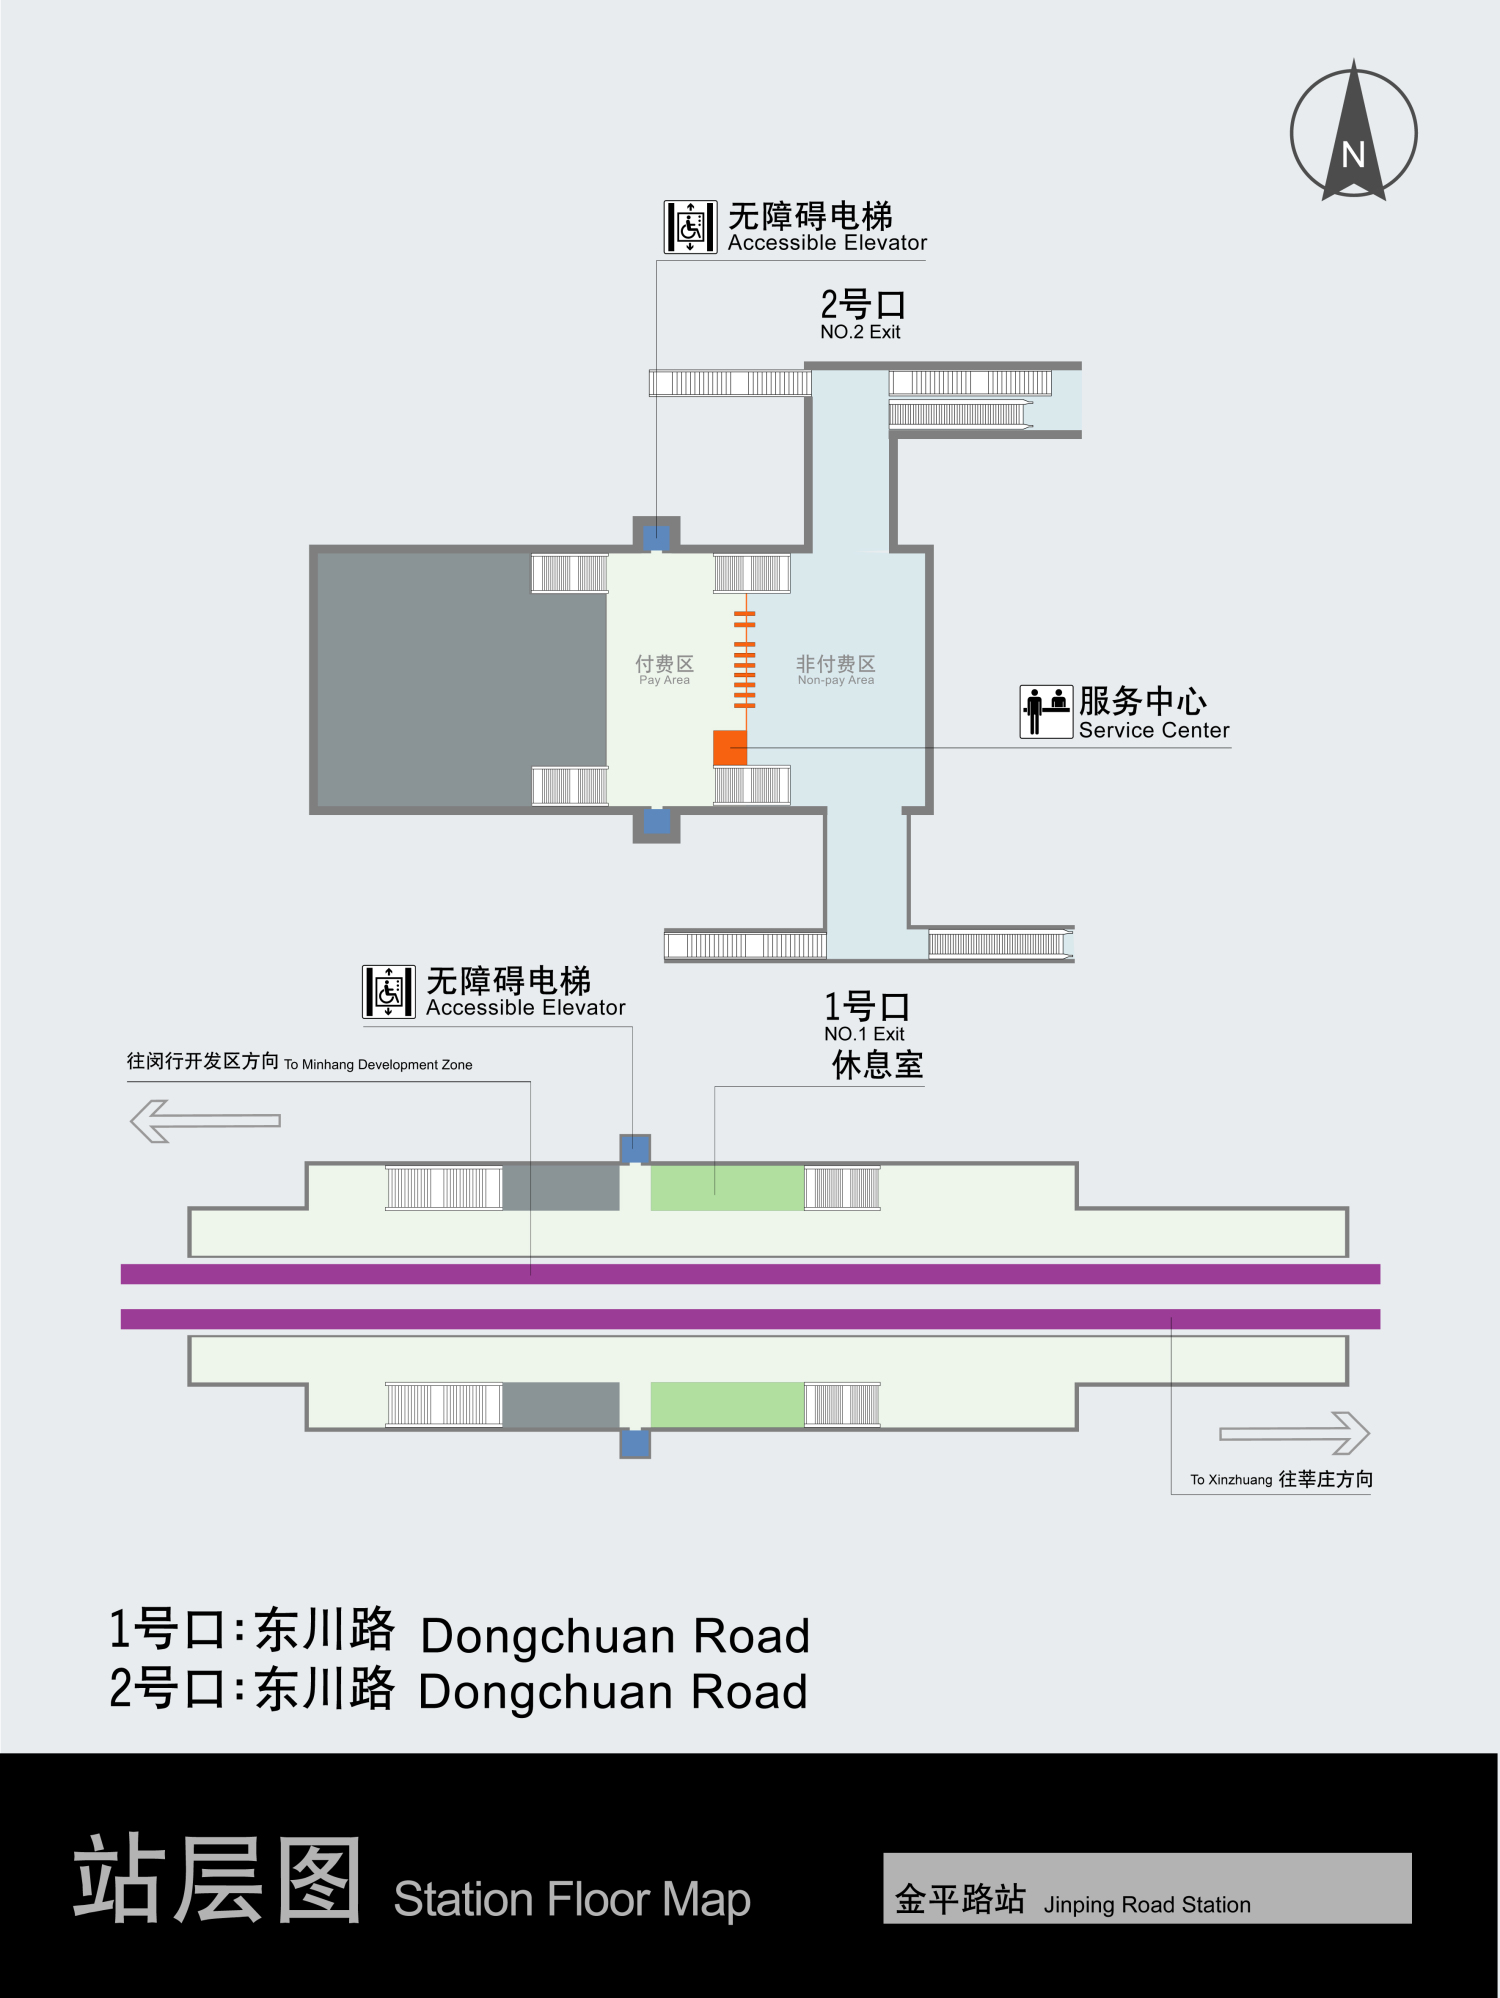 N
无障碍电梯
Accessible Elevator
2号口
NO.2 Exit
付费区
Pay Area
非付费区
Non-pay Area
服务中心
Service Center
无障碍电梯
Accessible Elevator
1号口
NO.1 Exit
休息室
往闵行开发区方向 To Minhang Development Zone
To Xinzhuang 往莘庄方向
1号口:东川路 Dongchuan Road
2号口:东川路 Dongchuan Road
站层图 Station Floor Map
金平路站 Jinping Road Station